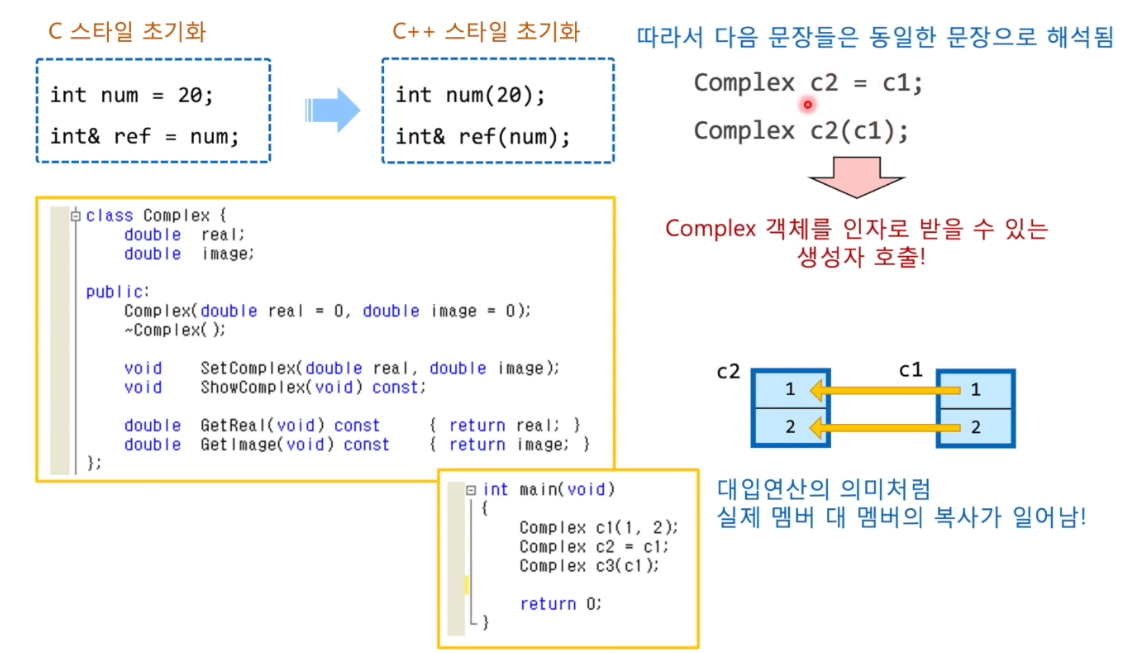 C 스타일 초기화
int num = 20;
int& ref = num;
C++ 스타일 초기화
int num(20);
int& ref(num);
따라서 다음 문장들은 동일한 문장으로 해석됨
Complex c2 = c1;
Complex c2(c1);
Complex 객체를 인자로 받을 수 있는
생성자 호출!
class Complex {
double real;
double image;
public:
Complex(double real = 0, double image = 0);
~Complex();
void SetComplex(double real, double image);
void ShowComplex(void) const;
double GetReal(void) const { return real; }
double GetImage(void) const { return image; }
};
int main(void)
{
Complex c1(1, 2);
Complex c2 = c1;
Complex c3(c1);
return 0;
}
c2 c1
1 1
2 2
대입연산의 의미처럼
실제 멤버 대 멤버의 복사가 일어남!